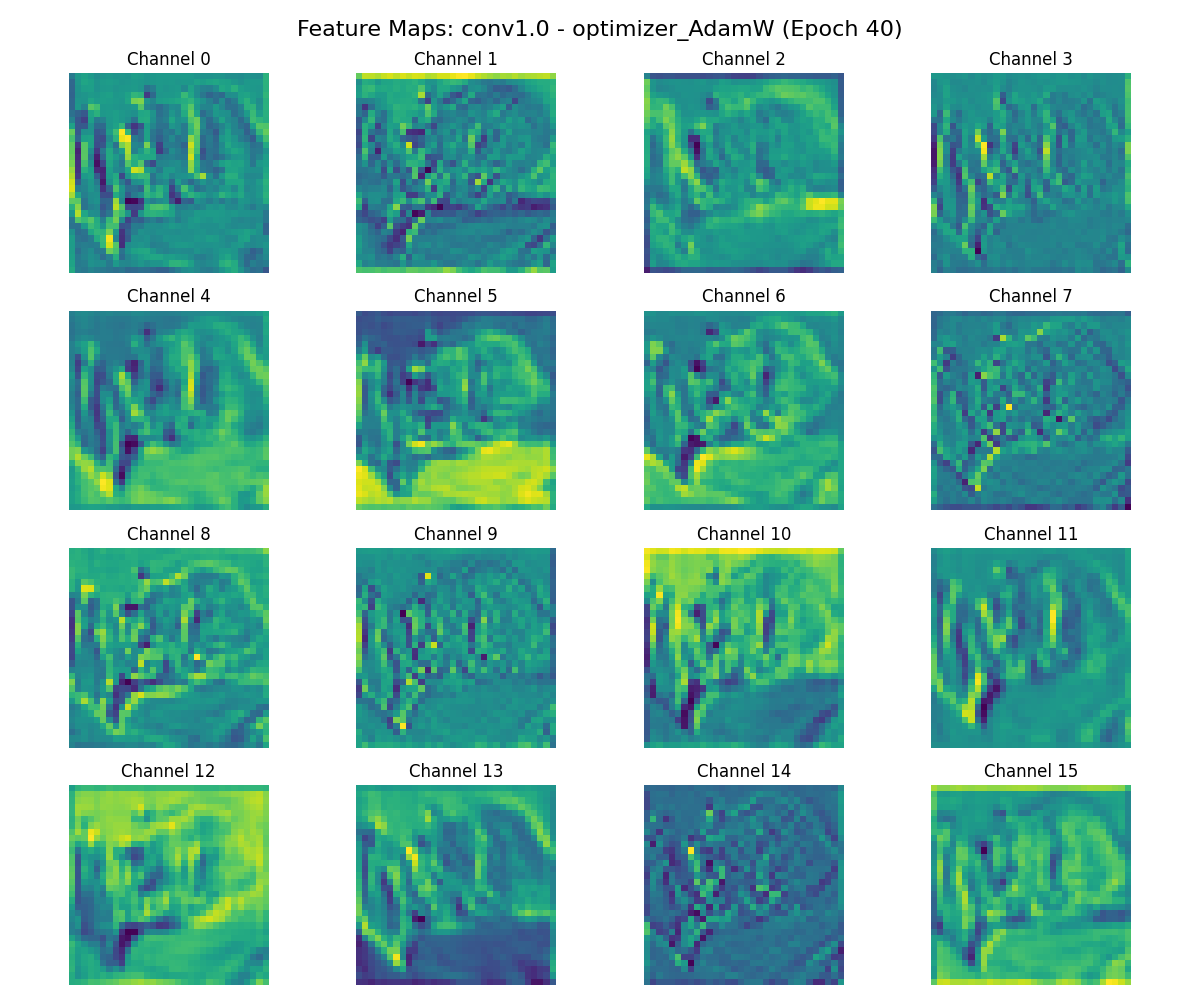 Feature Maps: conv1.0 - optimizer_AdamW (Epoch 40)
Channel 0
Channel 1
Channel 2
Channel 3
Channel 4
Channel 5
Channel 6
Channel 7
Channel 8
Channel 9
Channel 10
Channel 11
Channel 12
Channel 13
Channel 14
Channel 15